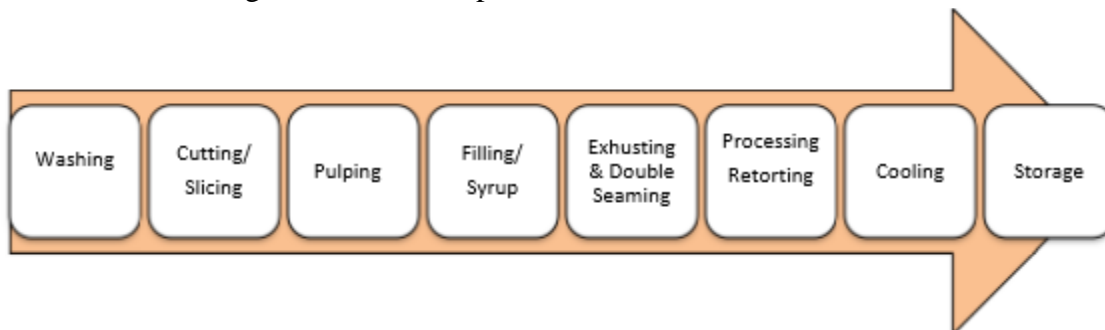 Washing
Cutting/
Slicing
Pulping
Filling/
Syrup
Exhusting
& Double
Seaming
Processing
Retorting
Cooling
Storage